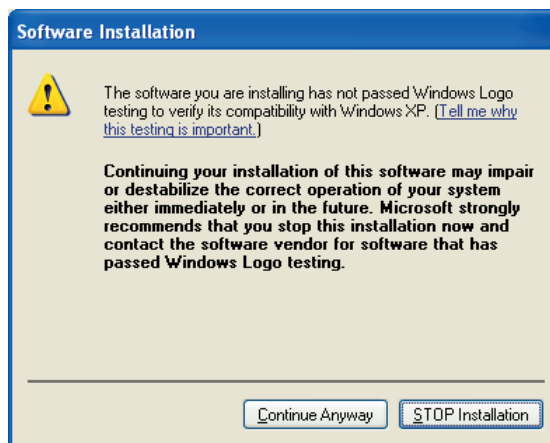 Software Installation
The software you are installing has not passed Windows Logo
testing to verify its compatibility with Windows XP. (Tell me why
this testing is important.)
Continuing your installation of this software may impair
or destabilize the correct operation of your system
either immediately or in the future. Microsoft strongly
recommends that you stop this installation now and
contact the software vendor for software that has
passed Windows Logo testing.
Continue Anyway
STOP Installation